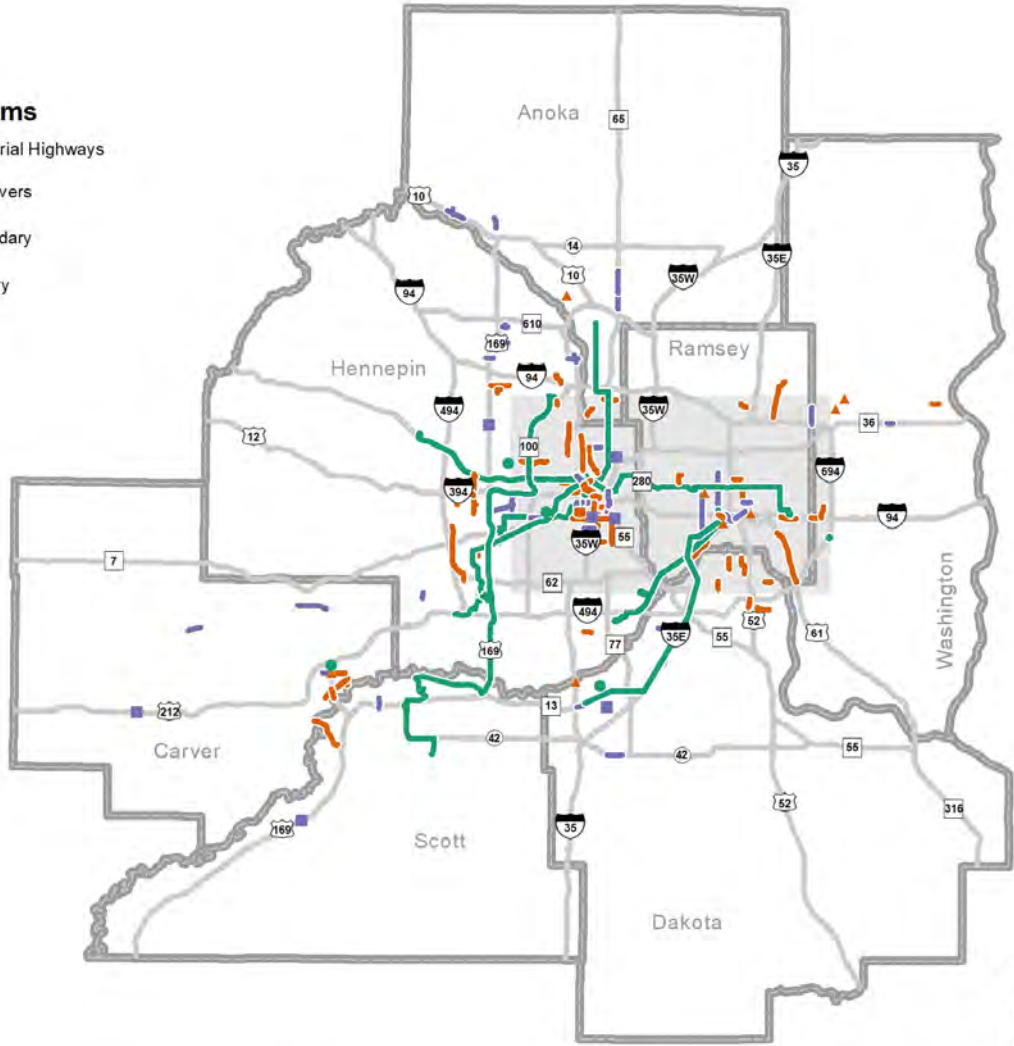 ms
rial Highways
vers
dary
ry
Anoka
65
35
10
14
35E
10
35W
94
610
169
Ramsey
Hennepin
94
494
35W
36
12
100
694
394
280
94
35W
55
7
62
494
Washington
77
35E
55
52
61
169
13
212
42
42
55
Carver
52
316
169
35
Scott
Dakota